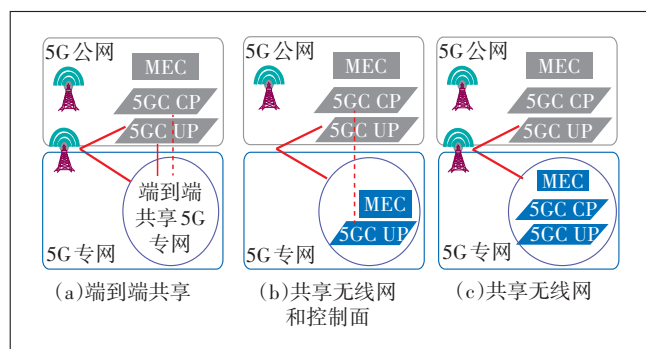 5G公网
MEC
5GC CP
5GC UP
端到端
共享5G
专网
5G专网
(a)端到端共享
5G公网
MEC
5GC CP
5GC UP
MEC
5GC UP
5G专网
(b)共享无线网
和控制面
5G公网
MEC
5GC CP
5GC UP
MEC
5GC CP
5GC UP
5G专网
(c)共享无线网